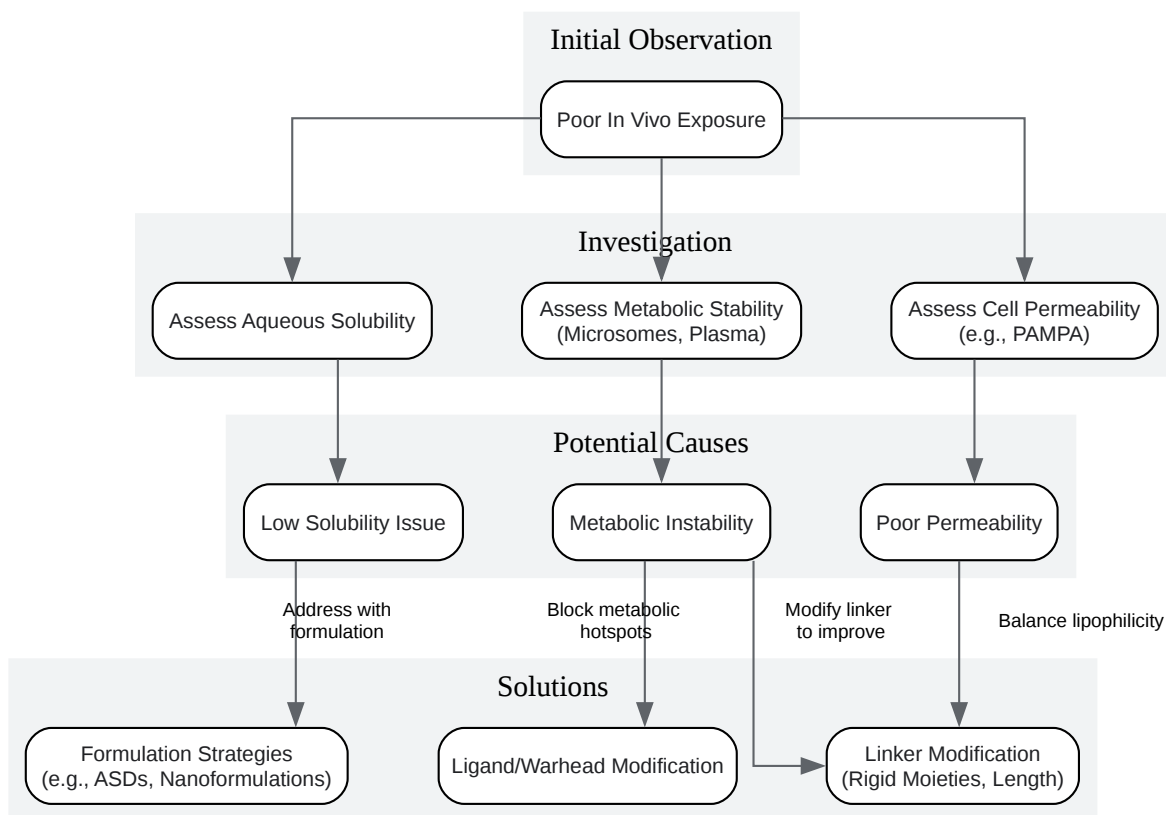 Initial Observation
Poor In Vivo Exposure
Investigation
Assess Aqueous Solubility
Assess Metabolic Stability
(Microsomes, Plasma)
Assess Cell Permeability
(e.g., PAMPA)
Potential Causes
Low Solubility Issue
Metabolic Instability
Poor Permeability
Address with
formulation
Block metabolic
hotspots
Modify linker
to improve
Balance lipophilicity
Solutions
Formulation Strategies
(e.g., ASDs, Nanoformulations)
Ligand/Warhead Modification
Linker Modification
(Rigid Moieties, Length)